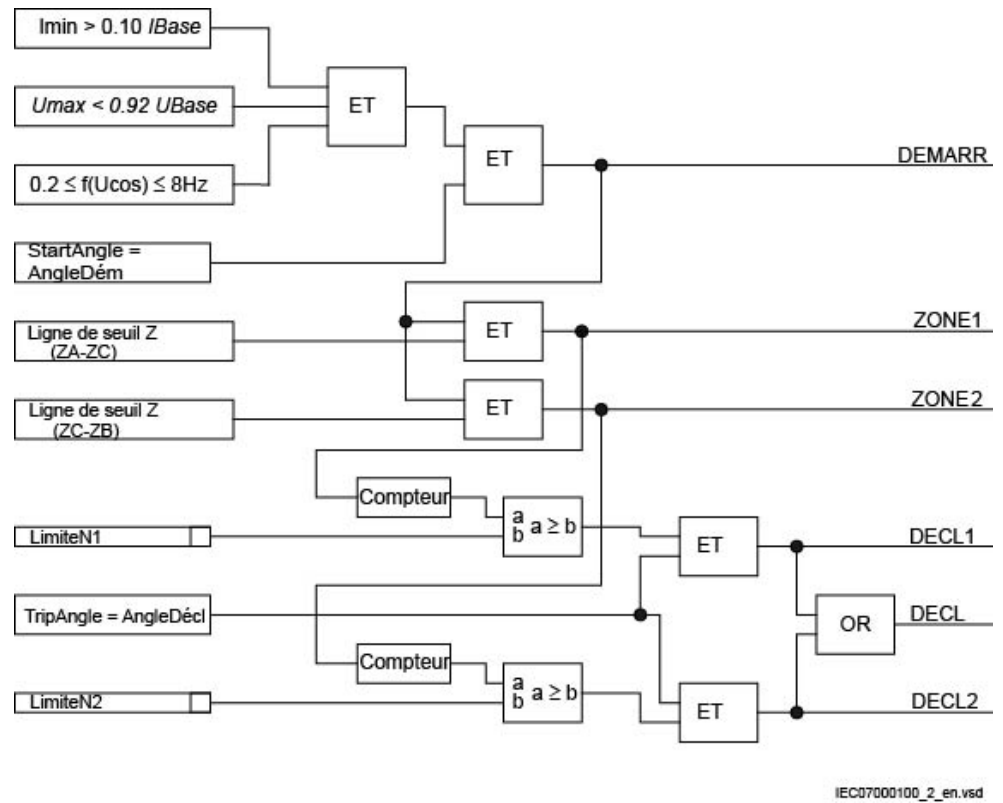 Imin > 0.10 IBase
ET
Umax < 0.92 UBase
ET
DEMARR
0.2 ≤ f(Ucos) ≤ 8Hz
StartAngle =
AngleDém
ET
ZONE1
Ligne de seuil Z
(ZA-ZC)
ET
ZONE2
Ligne de seuil Z
(ZC-ZB)
Compteur
a
b a ≥ b
LimiteN1
ET
DECL1
TripAngle = AngleDécl
OR
DECL
Compteur
a
b a ≥ b
LimiteN2
ET
DECL2
IEC07000100_2_en.vsd